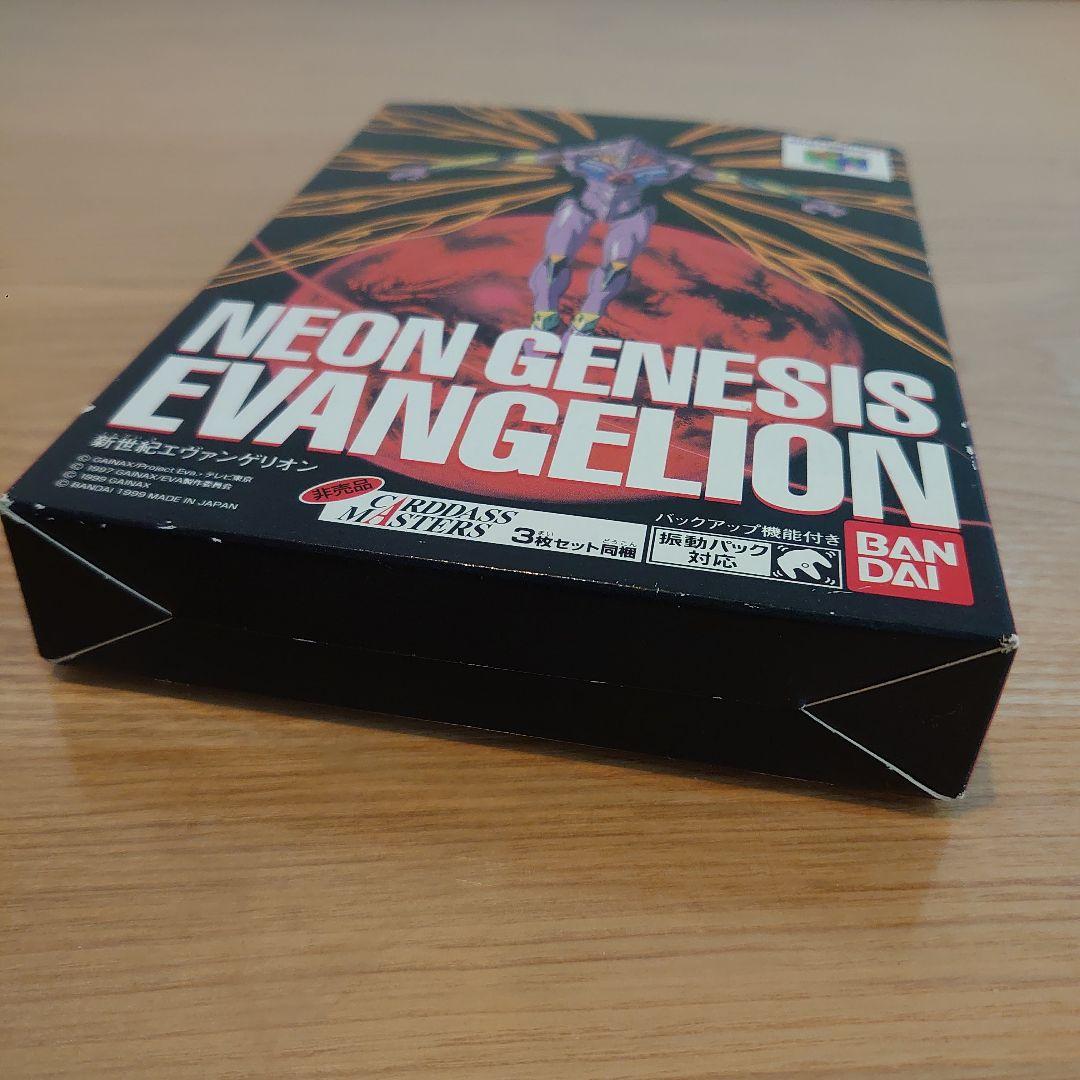 NEON GENESIS
EVANGELION
新世紀エヴァンゲリオン
© GAINAX/Project Eva.・テレビ東京
© 1997 GAINAX/EVA製作委員会
© 1999 GAINAX
© BANDAI 1999 MADE IN JAPAN
非売品
CARDDASS
MASTERS
3枚セット同梱
バックアップ機能付き
振動パック
対応
BAN
DAI